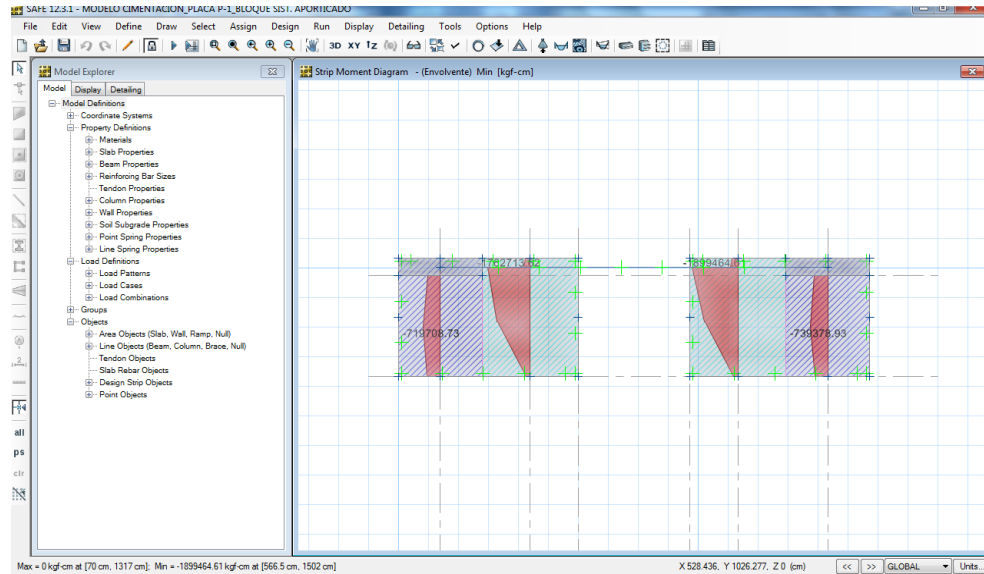 SAFE 12.3.1 - MODELO CIMENTACION_PLACA P-1_BLOQUE SIST. APORTICADO
File Edit View Define Draw Select Assign Design Run Display Detailing Tools Options Help
3D XY
Model Explorer
Model Display Detailing
Model Definitions
Coordinate Systems
Property Definitions
Materials
Slab Properties
Beam Properties
Reinforcing Bar Sizes
Tendon Properties
Column Properties
Wall Properties
Soil Subgrade Properties
Point Spring Properties
Line Spring Properties
Load Definitions
Load Patterns
Load Cases
Load Combinations
Groups
Objects
Area Objects (Slab, Wall, Ramp, Null)
Line Objects (Beam, Column, Brace, Null)
Tendon Objects
Slab Rebar Objects
Design Strip Objects
Point Objects
all
ps
clr
Strip Moment Diagram - (Envolvente) Min [kgf-cm]
-719708.73
-739378.93
Max = 0 kgf-cm at [70 cm, 1317 cm]; Min = -1899464.61 kgf-cm at [566.5 cm, 1502 cm]
X 528.436, Y 1026.277, Z 0 (cm)
<< >> GLOBAL Units...